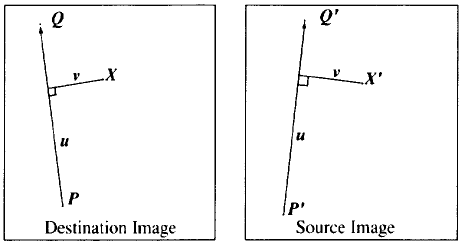 Q
v X
u
P
Destination Image
Q'
v X'
u
P'
Source Image